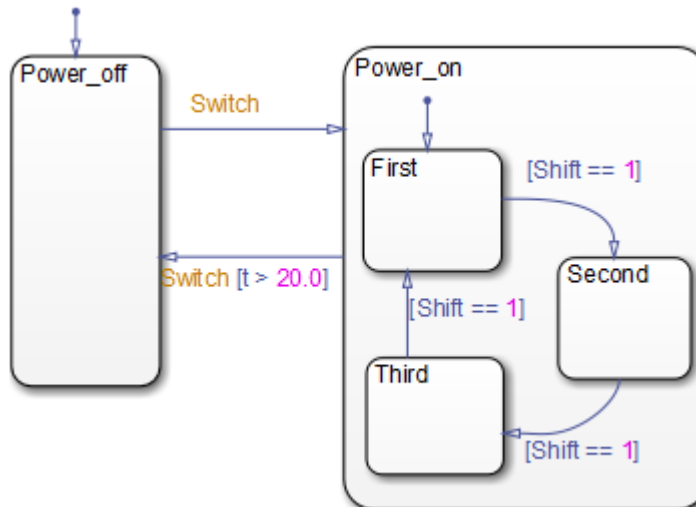 Power_off
Power_on
Switch
First
[Shift == 1]
Second
Switch [t > 20.0]
[Shift == 1]
Third
[Shift == 1]